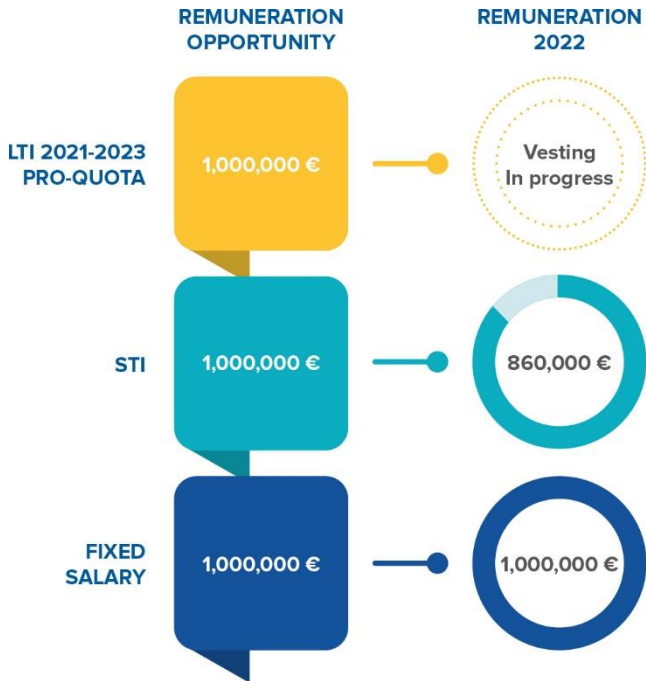 REMUNERATION
OPPORTUNITY
REMUNERATION
2022
LTI 2021-2023
PRO-QUOTA
1,000,000 €
Vesting
In progress
STI
1,000,000 €
860,000 €
FIXED
SALARY
1,000,000 €
1,000,000 €